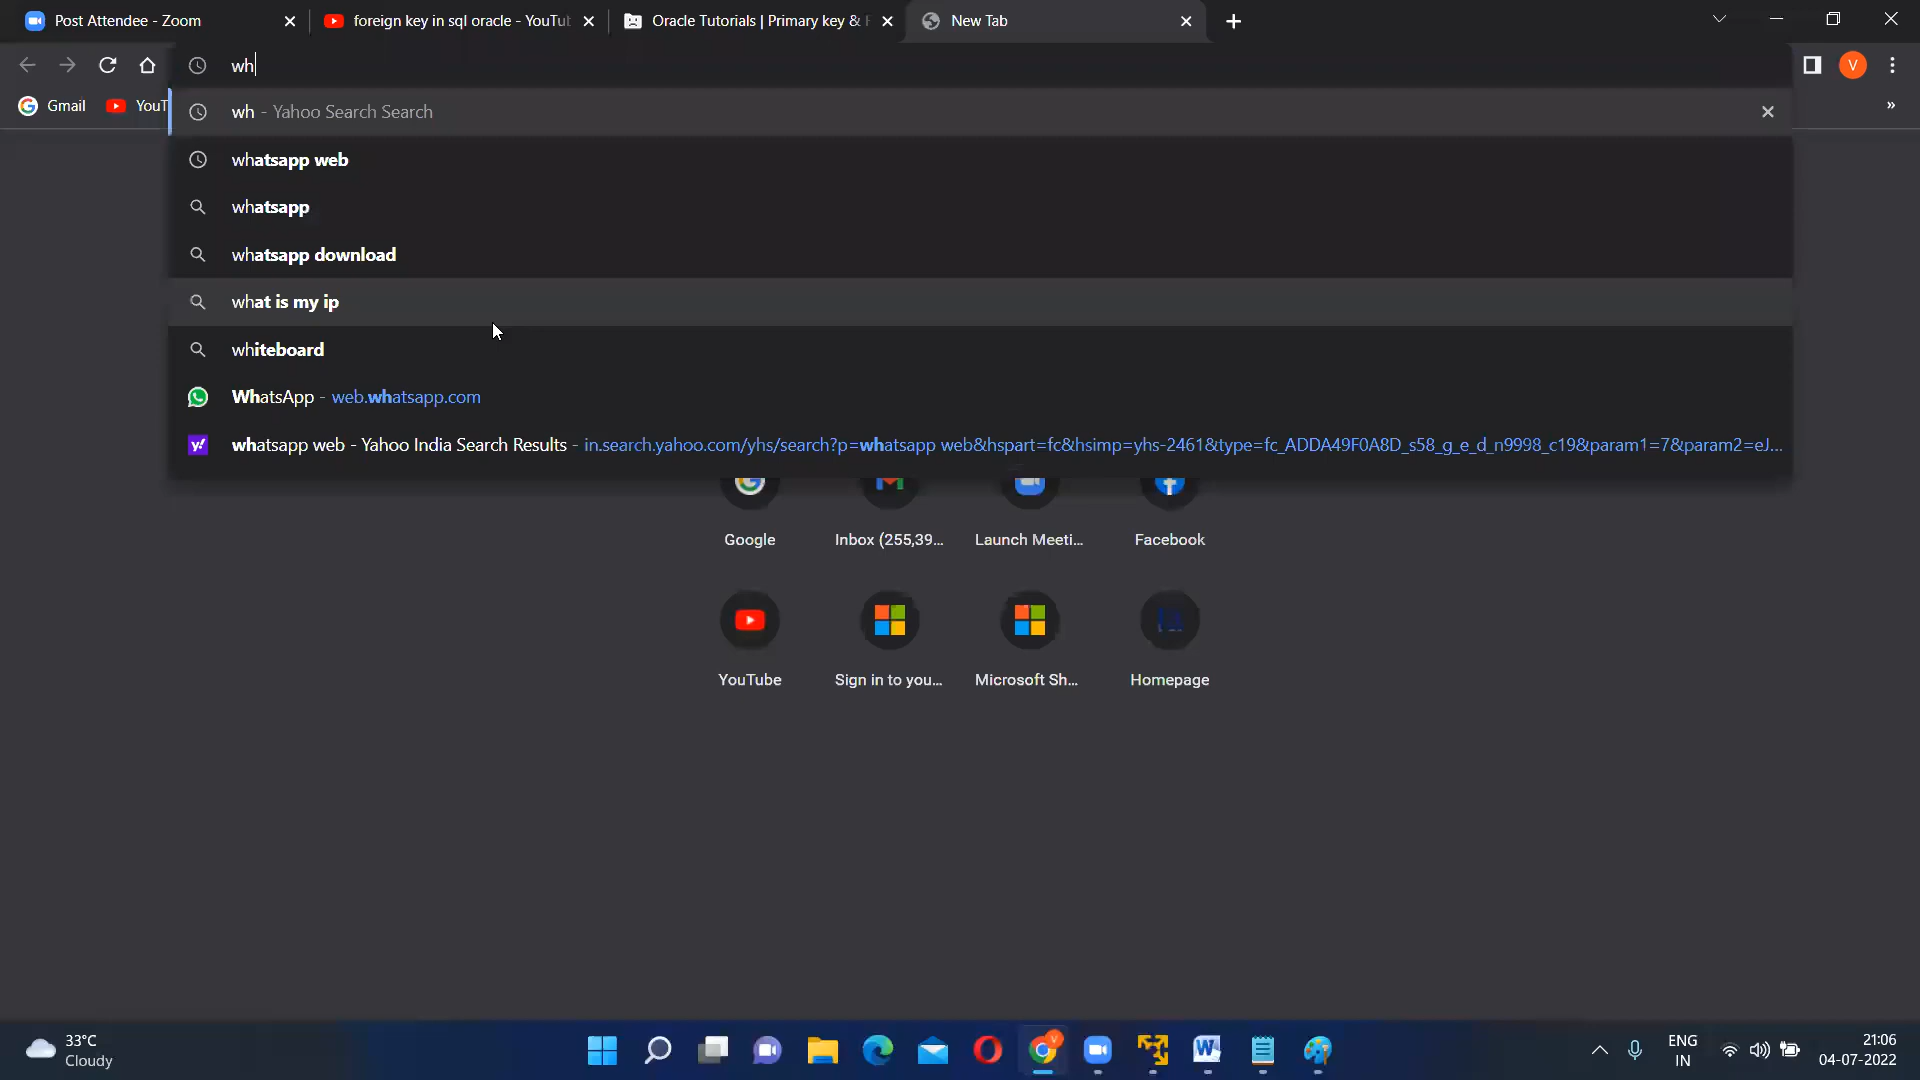 Post Attendee - Zoom
foreign key in sql oracle - YouTu
Oracle Tutorials | Primary key &
New Tab
wh
V
Gmail
YouT
»
wh - Yahoo Search Search
whatsapp web
whatsapp
whatsapp download
what is my ip
whiteboard
WhatsApp - web.whatsapp.com
whatsapp web - Yahoo India Search Results - in.search.yahoo.com/yhs/search?p=whatsapp web&hspart=fc&hsimp=yhs-2461&type=fc_ADDA49F0A8D_s58_g_e_d_n9998_c19&param1=7&param2=eJ...
Google
Inbox (255,39...
Launch Meeti...
Facebook
YouTube
Sign in to you...
Microsoft Sh...
Homepage
33°C
Cloudy
ENG
IN
21:06
04-07-2022